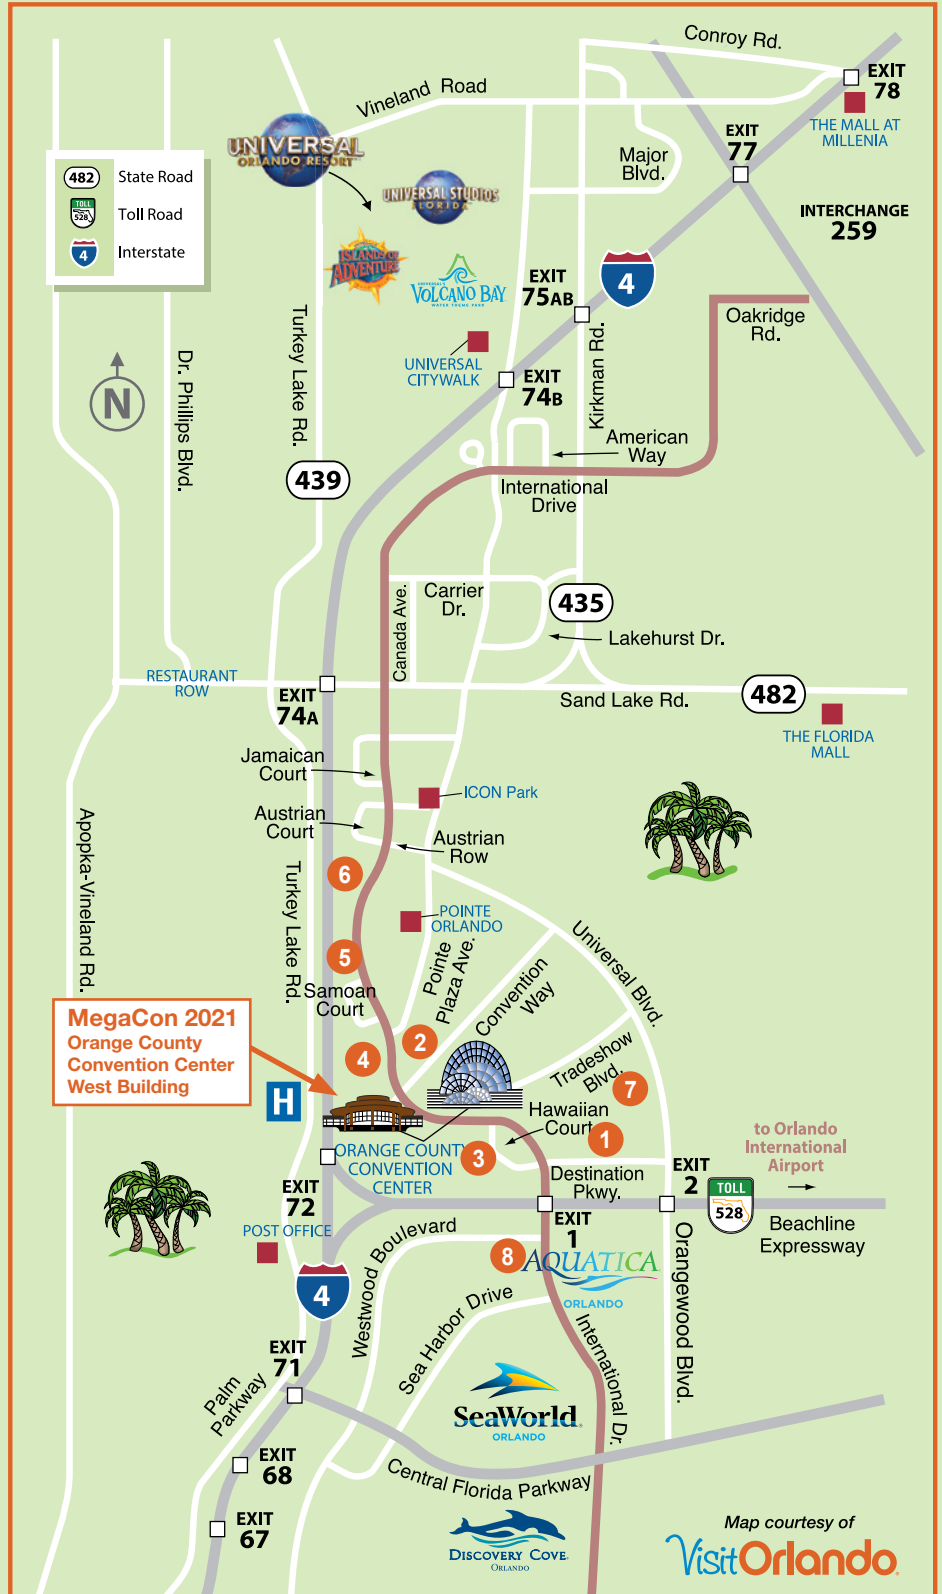 Conroy Rd.
EXIT
78
THE MALL AT
MILLENIA
Vineland Road
UNIVERSAL
ORLANDO RESORT
EXIT
77
Major
Blvd.
482 State Road
TOLL
528
Toll Road
4 Interstate
UNIVERSAL STUDIOS
FLORIDA
INTERCHANGE
259
ISLANDS OF
ADVENTURE
UNIVERSAL'S
VOLCANO BAY
WATER THEME PARK
EXIT
75AB
4
Oakridge
Rd.
Turkey Lake Rd.
Dr. Phillips Blvd.
N
UNIVERSAL
CITYWALK
EXIT
74B
Kirkman Rd.
American
Way
439
International
Drive
Canada Ave.
Carrier
Dr.
435
Lakehurst Dr.
RESTAURANT
ROW
EXIT
74A
Sand Lake Rd.
482
THE FLORIDA
MALL
Jamaican
Court
ICON Park
Austrian
Court
Austrian
Row
Apopka-Vineland Rd.
Turkey Lake Rd.
6
POINTE
ORLANDO
5
Universal Blvd.
Pointe
Plaza Ave.
Convention
Way
Samoan
Court
MegaCon 2021
Orange County
Convention Center
West Building
2
4
Tradeshow
Blvd.
7
H
Hawaiian
Court
1
3
ORANGE COUNTY
CONVENTION
CENTER
to Orlando
International
Airport
Destination
Pkwy.
EXIT
2
TOLL
528
EXIT
72
POST OFFICE
EXIT
1
Beachline
Expressway
Westwood Boulevard
8
AQUATICA
ORLANDO
4
Orangewood Blvd.
Sea Harbor Drive
International Dr.
EXIT
71
Palm
Parkway
SeaWorld
ORLANDO
EXIT
68
Central Florida Parkway
EXIT
67
DISCOVERY COVE
ORLANDO
Map courtesy of
Visit Orlando